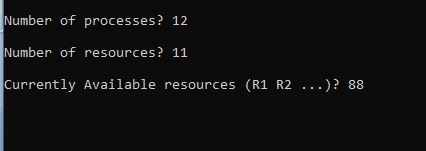 Number of processes? 12
Number of resources? 11
Currently Available resources (R1 R2 ...)? 88